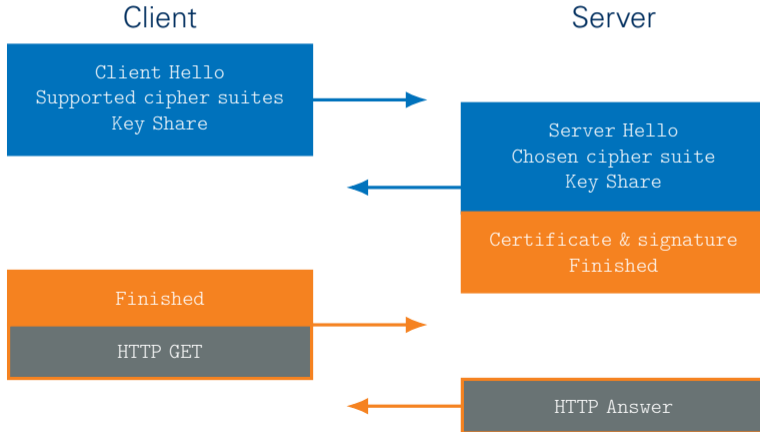 Client
Server
Client Hello
Supported cipher suites
Key Share
Server Hello
Chosen cipher suite
Key Share
Certificate & signature
Finished
Finished
HTTP GET
HTTP Answer